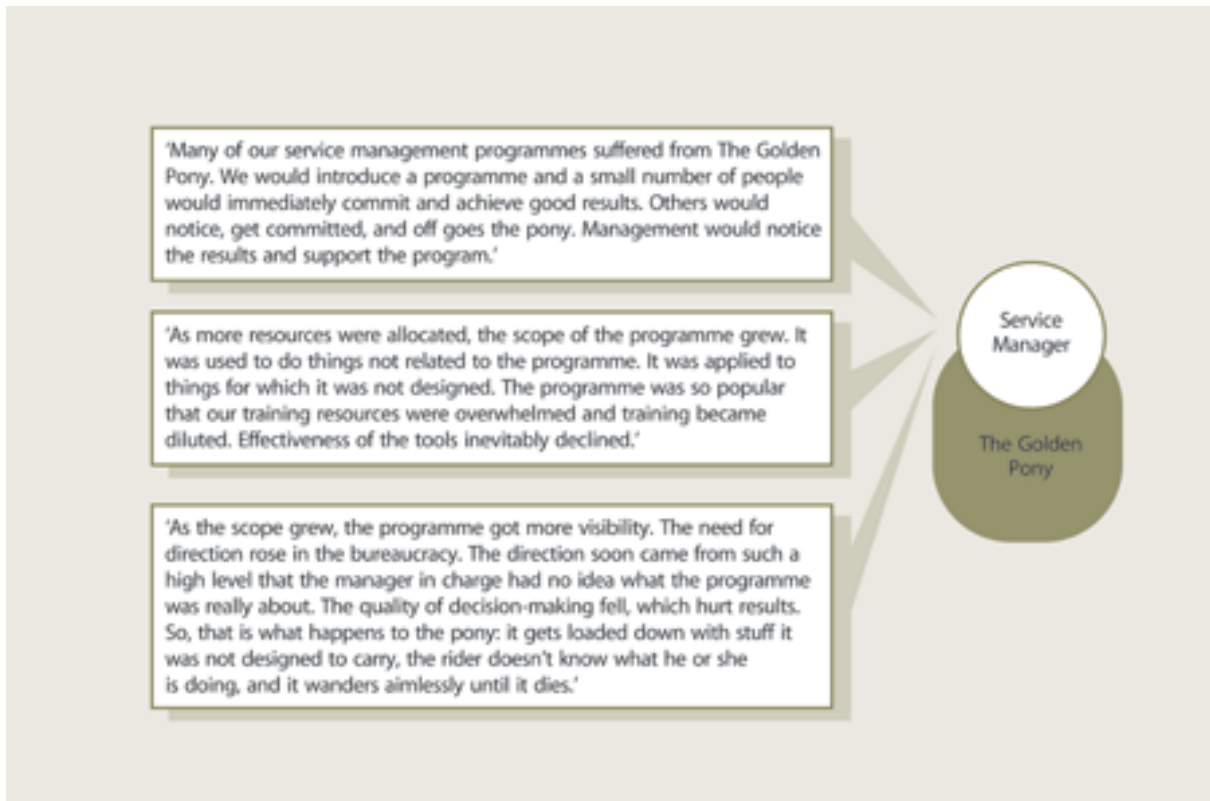 ‘Many of our service management programmes suffered from The Golden
Pony. We would introduce a programme and a small number of people
would immediately commit and achieve good results. Others would
notice, get committed, and off goes the pony. Management would notice
the results and support the program.’
‘As more resources were allocated, the scope of the programme grew. It
was used to do things not related to the programme. It was applied to
things for which it was not designed. The programme was so popular
that our training resources were overwhelmed and training became
diluted. Effectiveness of the tools inevitably declined.’
‘As the scope grew, the programme got more visibility. The need for
direction rose in the bureaucracy. The direction soon came from such a
high level that the manager in charge had no idea what the programme
was really about. The quality of decision-making fell, which hurt results.
So, that is what happens to the pony: it gets loaded down with stuff it
was not designed to carry, the rider doesn’t know what he or she
is doing, and it wanders aimlessly until it dies.’
Service
Manager
The Golden
Pony